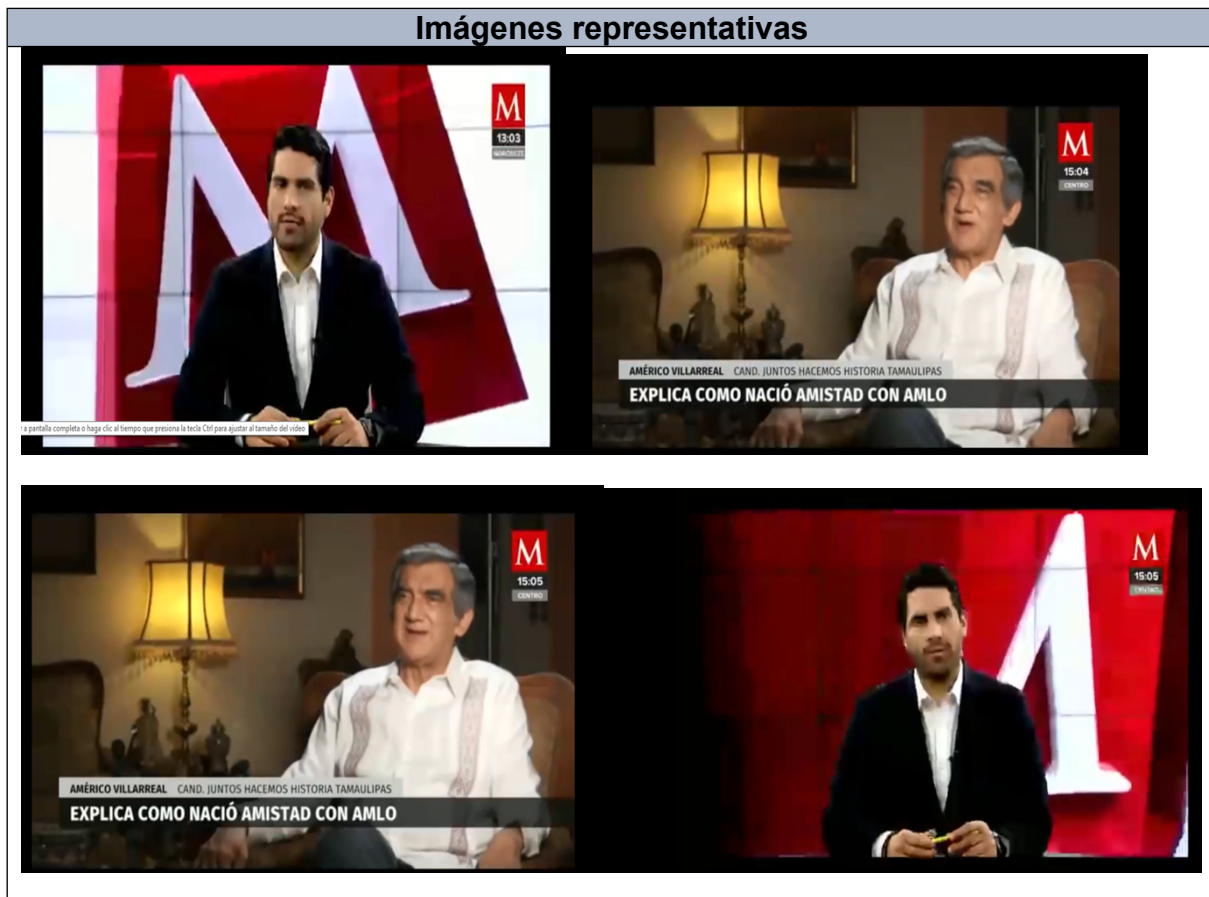 Imágenes representativas
M
13:03
M
15:04
CENTRO
AMÉRICO VILLARREAL CAND. JUNTOS HACEMOS HISTORIA TAMAULIPAS
EXPLICA COMO NACIÓ AMISTAD CON AMLO
a pantalla completa o haga clic al tiempo que presiona la tecla Ctrl para ajustar al tamaño del vídeo
M
15:05
CENTRO
AMÉRICO VILLARREAL CAND. JUNTOS HACEMOS HISTORIA TAMAULIPAS
EXPLICA COMO NACIÓ AMISTAD CON AMLO
M
15:05